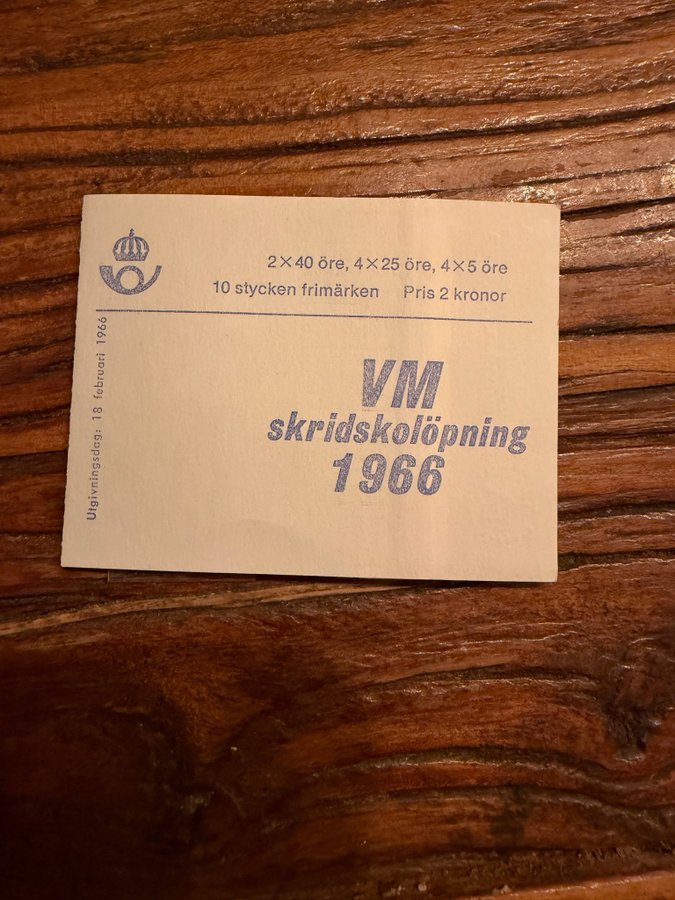 2×40 öre, 4×25 öre, 4×5 öre
10 stycken frimärken Pris 2 kronor
Utgivningsdag: 18 februari 1966
VM
skridskolöpning
1966